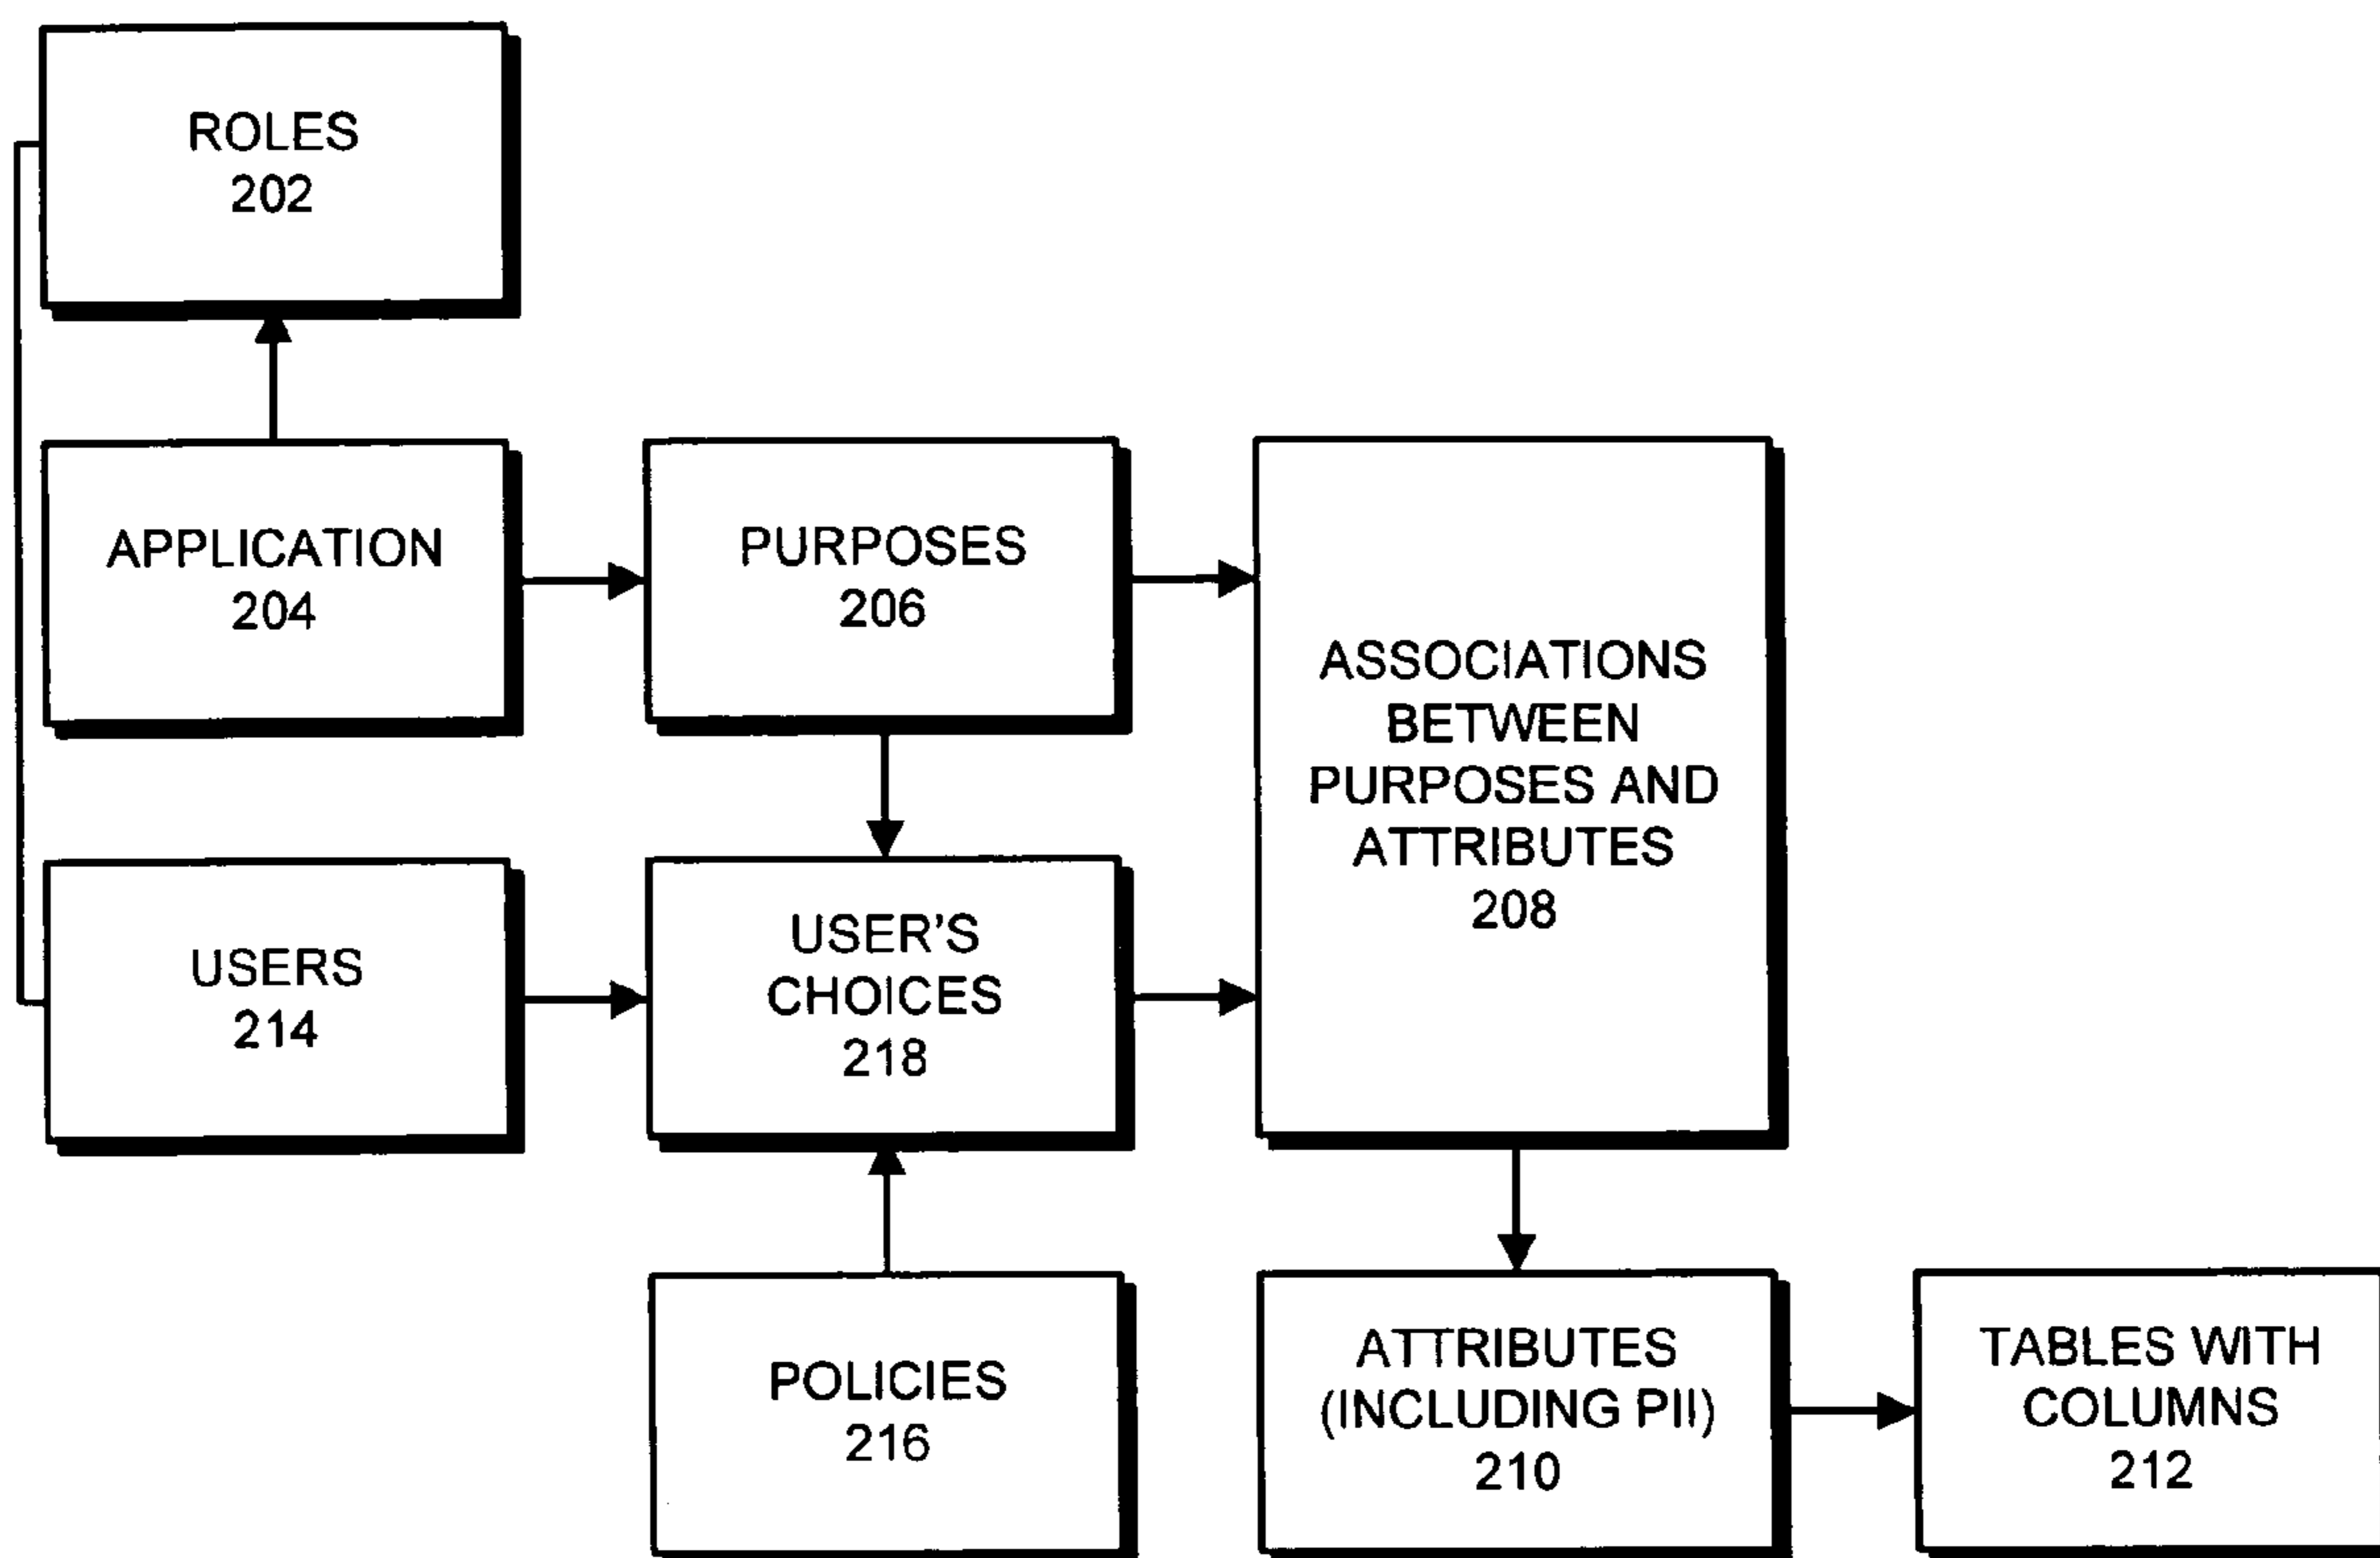 ROLES
202
APPLICATION
204
PURPOSES
206
ASSOCIATIONS
BETWEEN
PURPOSES AND
ATTRIBUTES
208
USERS
214
USER'S
CHOICES
218
POLICIES
216
ATTRIBUTES
(INCLUDING PII)
210
TABLES WITH
COLUMNS
212